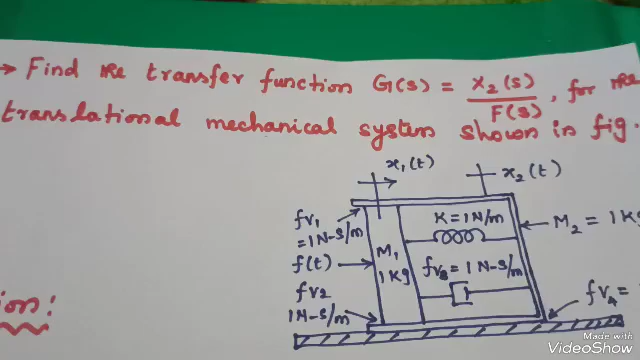 → Find the transfer function G(s) = X₂(s)/F(s), for the
translational mechanical system shown in fig.
x₁(t)
x₂(t)
fv₁
= 1 N-s/m
K = 1 N/m
M₂ = 1 kg
f(t)
M₁
1 kg
fv₃ = 1 N-s/m
fv₂
1 N-s/m
fv₄ =
ion:
Made with
VideoShow